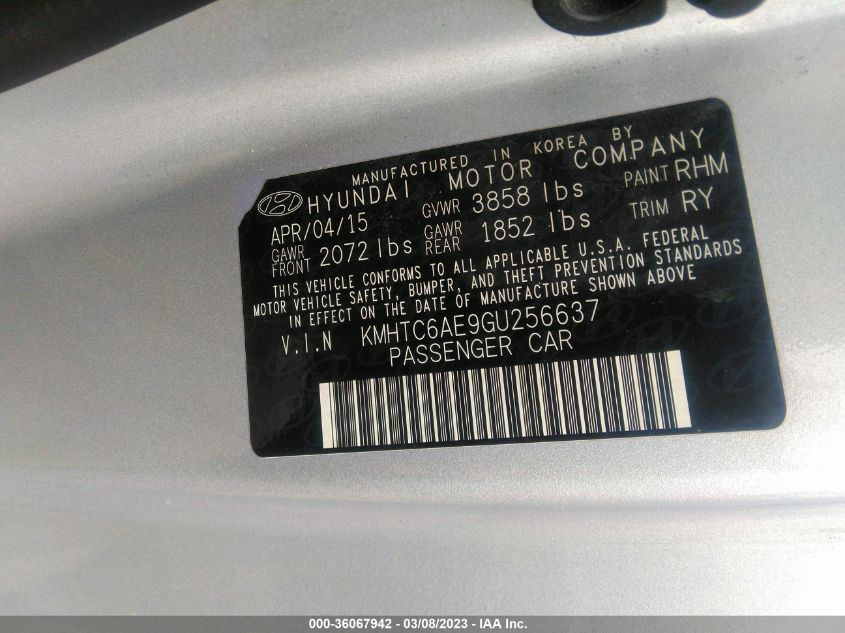 MANUFACTURED IN KOREA BY
HYUNDAI MOTOR COMPANY
APR/04/15 GVWR 3858 lbs PAINT RHM
GAWR FRONT 2072 lbs GAWR REAR 1852 lbs TRIM RY
THIS VEHICLE CONFORMS TO ALL APPLICABLE U.S.A. FEDERAL
MOTOR VEHICLE SAFETY, BUMPER, AND THEFT PREVENTION STANDARDS
IN EFFECT ON THE DATE OF MANUFACTURE SHOWN ABOVE
V.I.N KMHTC6AE9GU256637
PASSENGER CAR
000-36067942 - 03/08/2023 - IAA Inc.